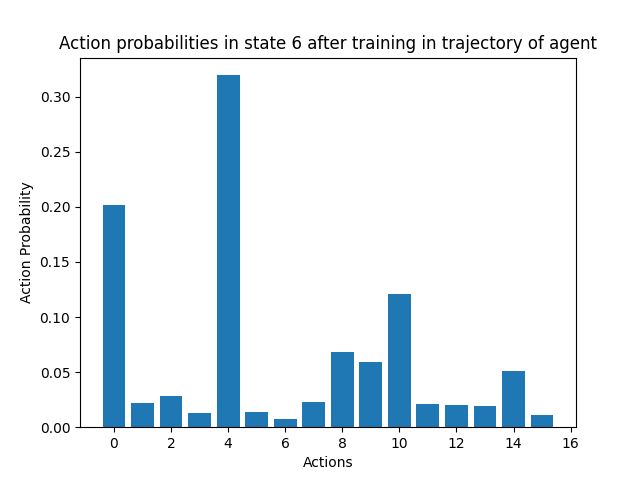 Action probabilities in state 6 after training in trajectory of agent
0.30
0.25
0.20
0.15
0.10
0.05
0.00
Action Probability
0 2 4 6 8 10 12 14 16
Actions